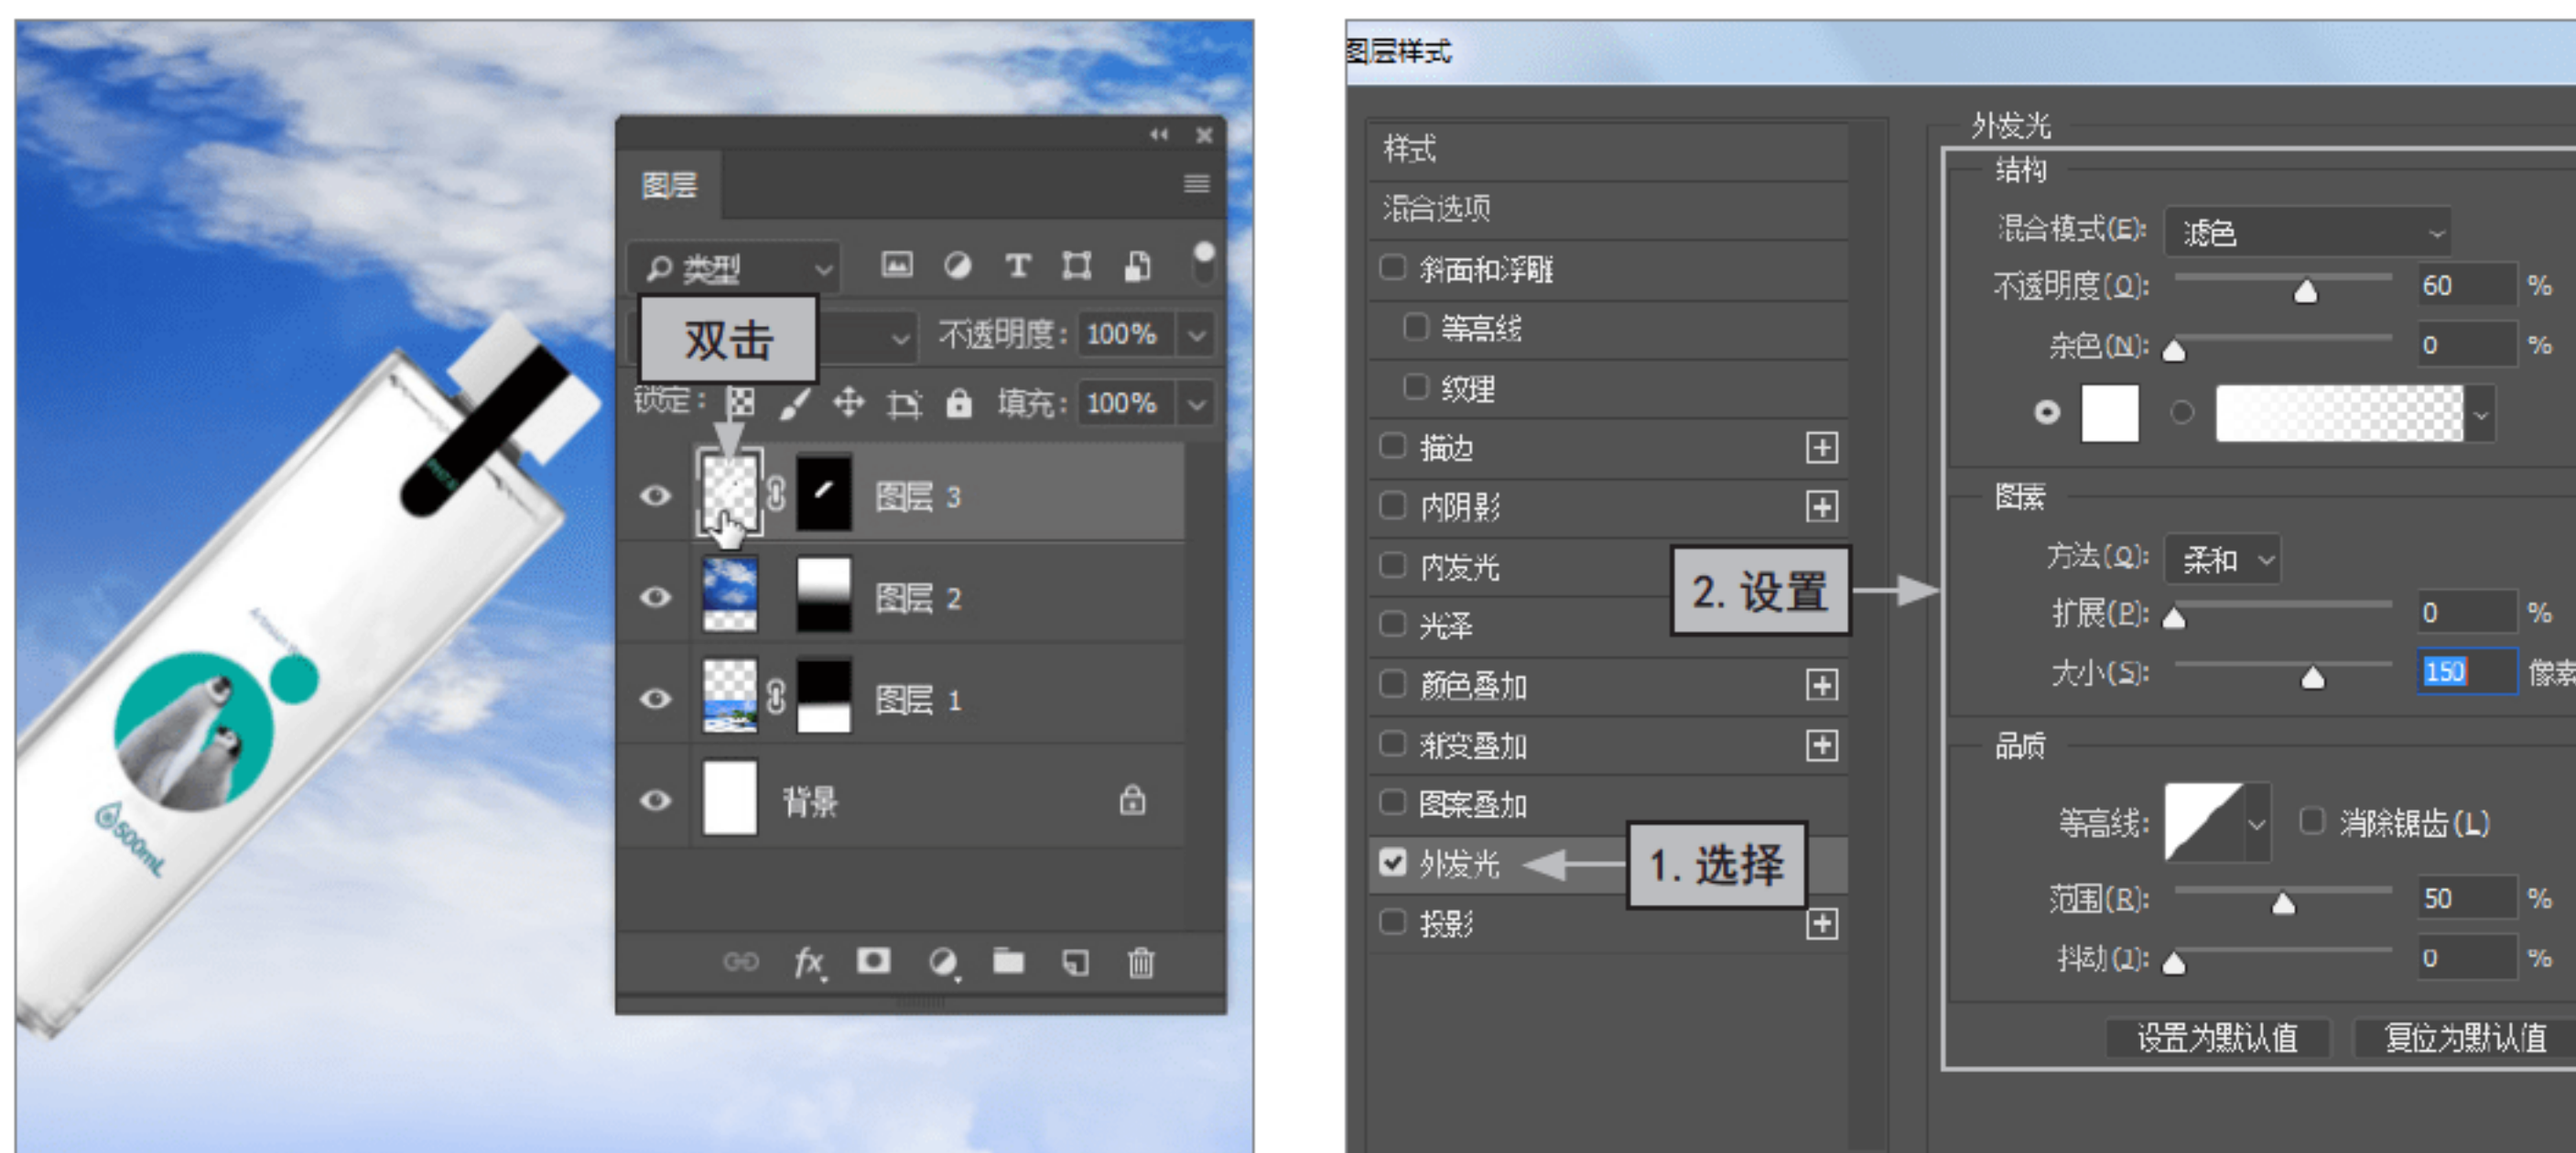 500mL
图层
类型
双击
不透明度: 100%
锁定: 填充: 100%
图层 3
图层 2
图层 1
背景
fx
图层样式
样式
混合选项
斜面和浮雕
等高线
纹理
描边
内阴影
内发光
光泽
颜色叠加
渐变叠加
图案叠加
外发光
投影
1. 选择
2. 设置
外发光
结构
混合模式(E): 滤色
不透明度(O): 60 %
杂色(N): 0 %
图素
方法(Q): 柔和
扩展(P): 0 %
大小(S): 150 像素
品质
等高线: 消除锯齿(L)
范围(R): 50 %
抖动(J): 0 %
设置为默认值 复位为默认值